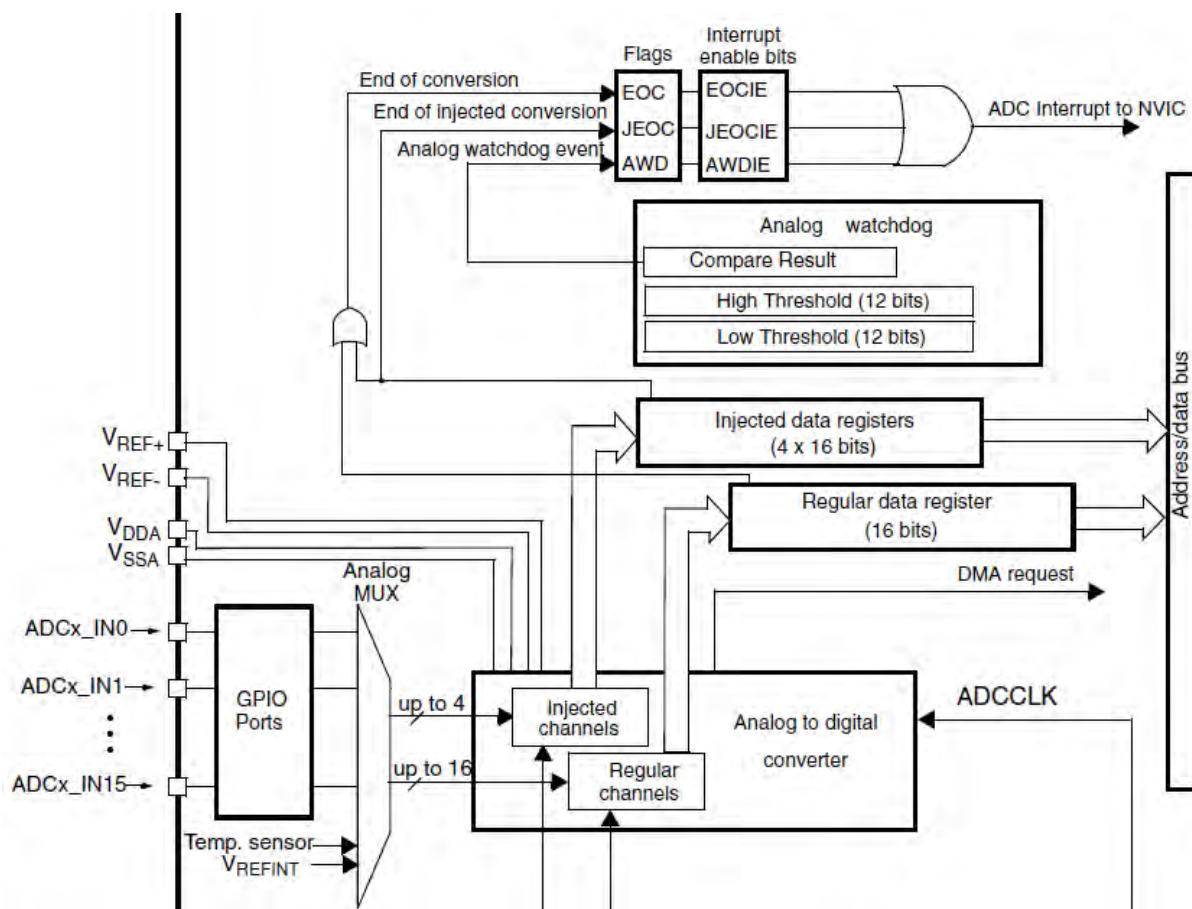 Interrupt
Flags enable bits
End of conversion
EOC EOCIE
ADC Interrupt to NVIC
End of injected conversion
JEOC JEOCIE
Analog watchdog event
AWD AWDIE
Analog watchdog
Compare Result
High Threshold (12 bits)
Low Threshold (12 bits)
Address/data bus
Injected data registers
(4 x 16 bits)
VREF+
VREF-
Regular data register
(16 bits)
VDDA
VSSA
Analog
MUX
DMA request
ADCx_IN0
ADCx_IN1
GPIO
Ports
up to 4
Injected
channels
Analog to digital
converter
ADCCLK
up to 16
Regular
channels
ADCx_IN15
Temp. sensor
VREFINT